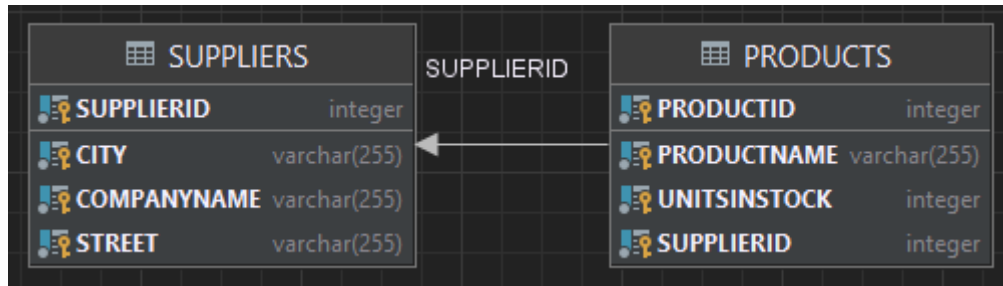 SUPPLIERS
SUPPLIERID integer
CITY varchar(255)
COMPANYNAME varchar(255)
STREET varchar(255)
SUPPLIERID
PRODUCTS
PRODUCTID integer
PRODUCTNAME varchar(255)
UNITSINSTOCK integer
SUPPLIERID integer